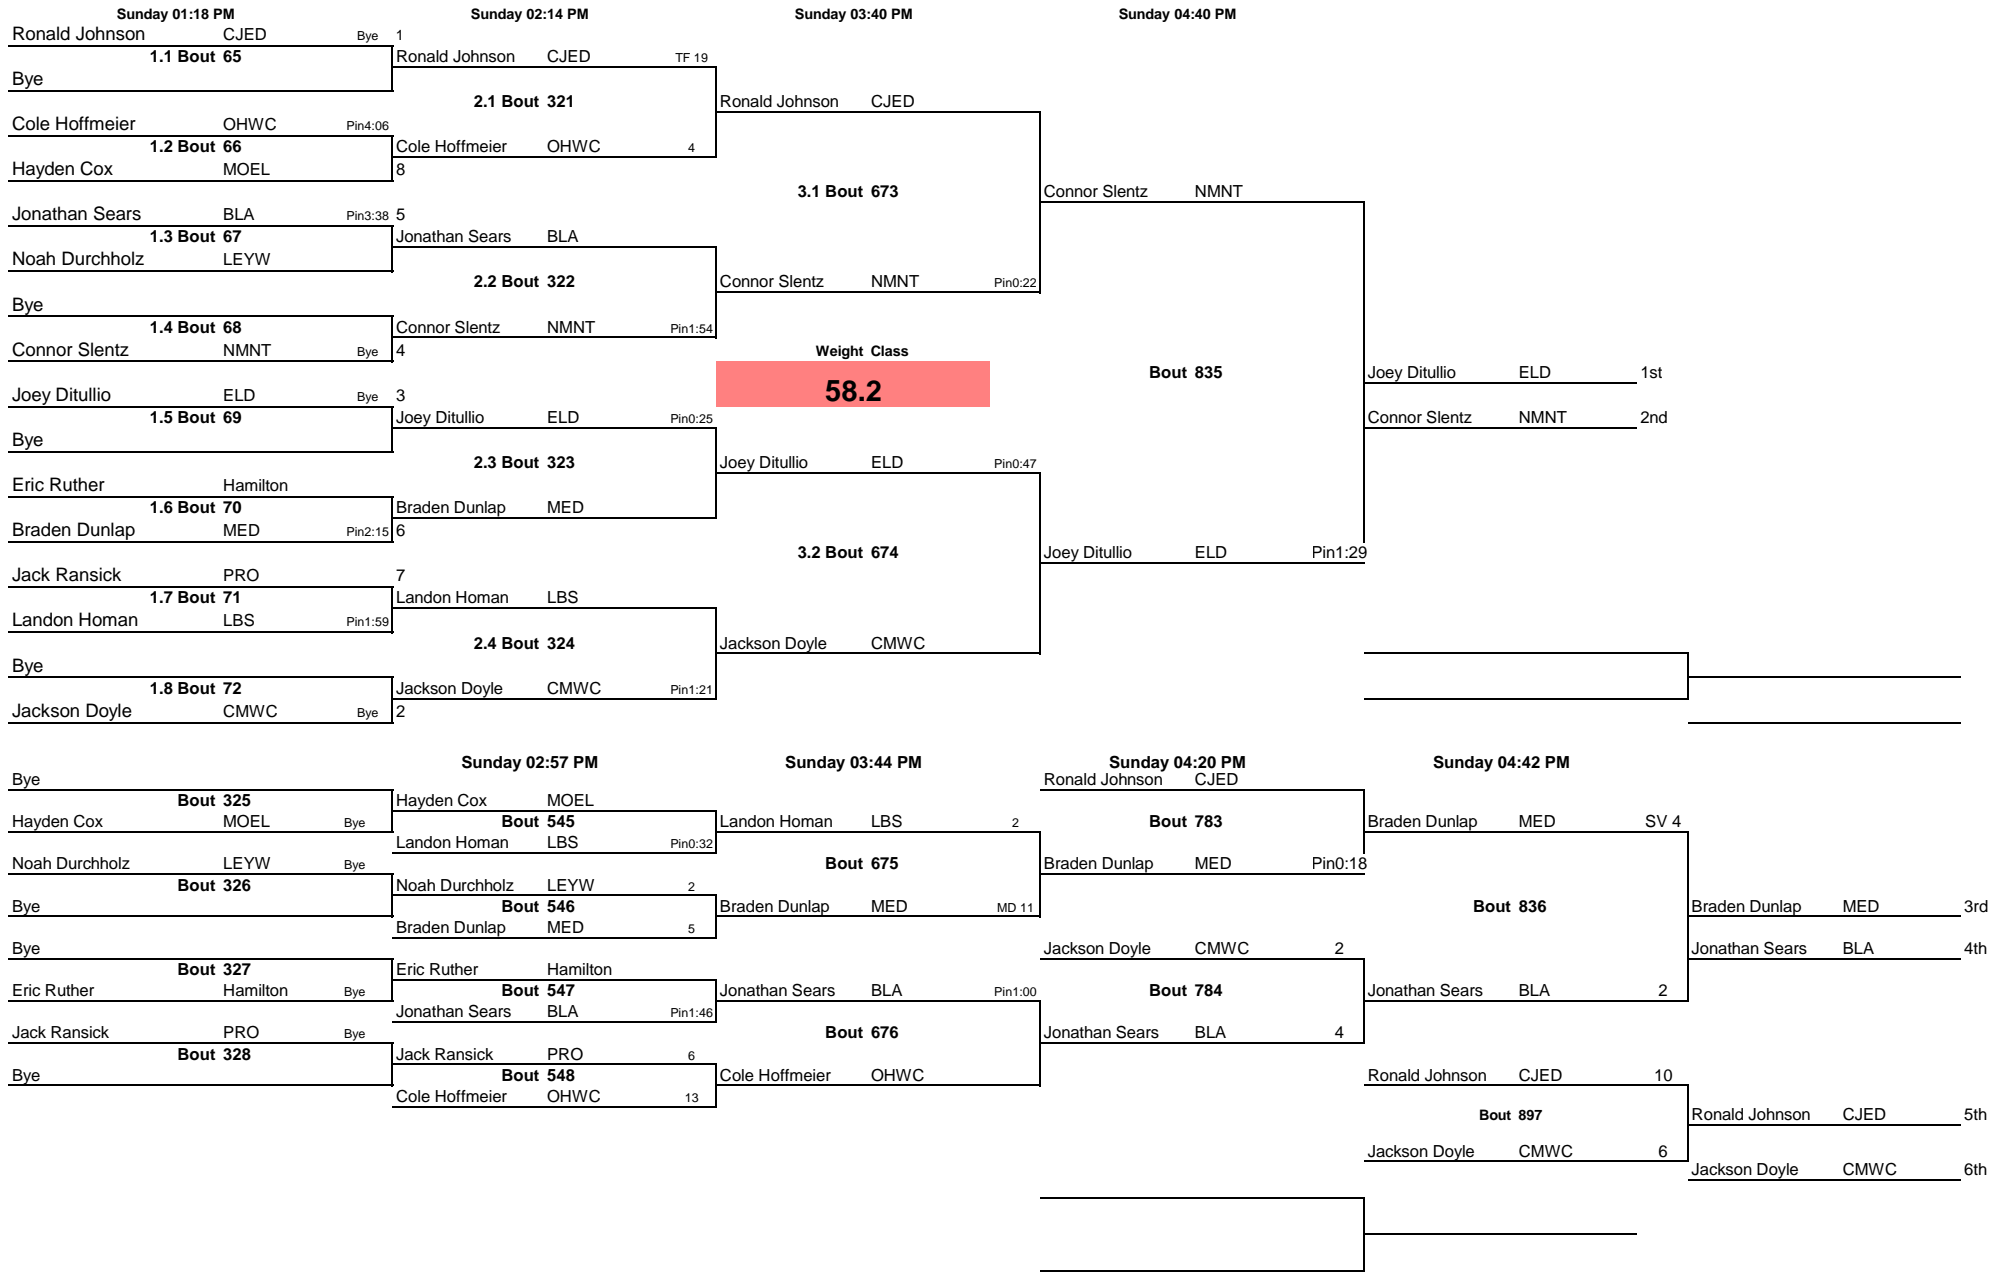 Sunday 01:18 PM Sunday 02:14 PM Sunday 03:40 PM Sunday 04:40 PM
Ronald Johnson CJED Bye 1
1.1 Bout 65 Ronald Johnson CJED TF 19
Bye
2.1 Bout 321 Ronald Johnson CJED
Cole Hoffmeier OHWC Pin4:06
1.2 Bout 66 Cole Hoffmeier OHWC 4
Hayden Cox MOEL 8
3.1 Bout 673 Connor Slentz NMNT
Jonathan Sears BLA Pin3:38 5
1.3 Bout 67 Jonathan Sears BLA
Noah Durchholz LEYW
2.2 Bout 322 Connor Slentz NMNT Pin0:22
Bye
1.4 Bout 68 Connor Slentz NMNT Pin1:54
Connor Slentz NMNT Bye 4 Weight Class
Bout 835 Joey Ditullio ELD 1st
58.2
Joey Ditullio ELD Bye 3
1.5 Bout 69 Joey Ditullio ELD Pin0:25 Connor Slentz NMNT 2nd
Bye
2.3 Bout 323 Joey Ditullio ELD Pin0:47
Eric Ruther Hamilton
1.6 Bout 70 Braden Dunlap MED
Braden Dunlap MED Pin2:15 6
3.2 Bout 674 Joey Ditullio ELD Pin1:29
Jack Ransick PRO 7
1.7 Bout 71 Landon Homan LBS
Landon Homan LBS Pin1:59
2.4 Bout 324 Jackson Doyle CMWC
Bye
1.8 Bout 72 Jackson Doyle CMWC Pin1:21
Jackson Doyle CMWC Bye 2
Sunday 02:57 PM Sunday 03:44 PM Sunday 04:20 PM Sunday 04:42 PM
Bye Ronald Johnson CJED
Bout 325 Hayden Cox MOEL
Hayden Cox MOEL Bye Bout 545 Landon Homan LBS 2 Bout 783 Braden Dunlap MED SV 4
Landon Homan LBS Pin0:32
Noah Durchholz LEYW Bye Bout 675 Braden Dunlap MED Pin0:18
Bout 326 Noah Durchholz LEYW 2
Bye Bout 546 Braden Dunlap MED MD 11 Bout 836 Braden Dunlap MED 3rd
Braden Dunlap MED 5
Bye Jackson Doyle CMWC 2 Jonathan Sears BLA 4th
Bout 327 Eric Ruther Hamilton
Eric Ruther Hamilton Bye Bout 547 Jonathan Sears BLA Pin1:00 Bout 784 Jonathan Sears BLA 2
Jonathan Sears BLA Pin1:46
Jack Ransick PRO Bye Bout 676 Jonathan Sears BLA 4
Bout 328 Jack Ransick PRO 6
Bye Bout 548 Cole Hoffmeier OHWC Ronald Johnson CJED 10
Cole Hoffmeier OHWC 13
Bout 897 Ronald Johnson CJED 5th
Jackson Doyle CMWC 6
Jackson Doyle CMWC 6th